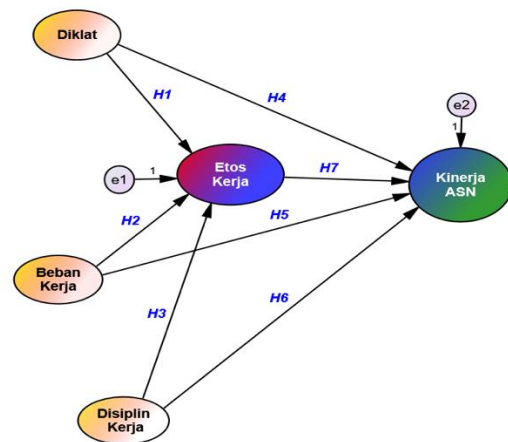 Diklat
H1
H4
e2
1
e1
1
Etos
Kerja
H7
Kinerja
ASN
H2
H5
Beban
Kerja
H3
H6
Disiplin
Kerja